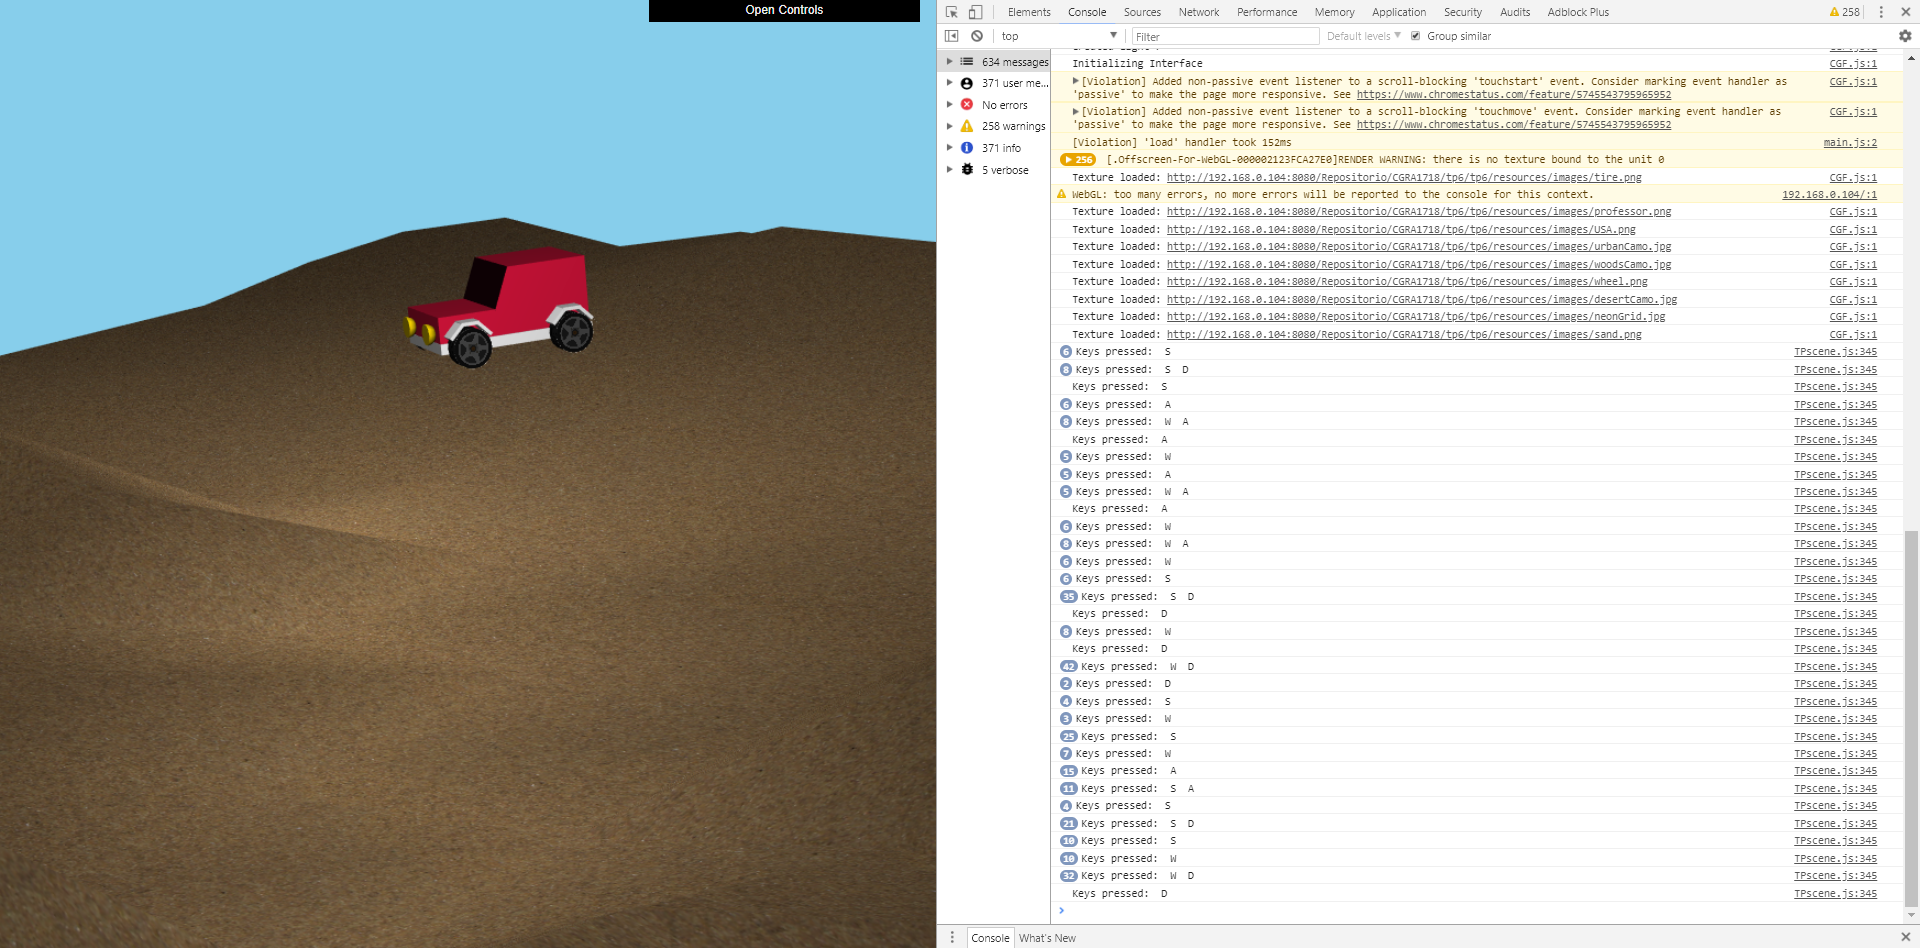 Open Controls
Elements Console Sources Network Performance Memory Application Security Audits Adblock Plus 258
top Filter Default levels Group similar
634 messages
371 user me...
No errors
258 warnings
371 info
5 verbose
CGF.js:1
Initializing Interface CGF.js:1
[Violation] Added non-passive event listener to a scroll-blocking 'touchstart' event. Consider marking event handler as CGF.js:1
'passive' to make the page more responsive. See https://www.chromestatus.com/feature/5745543795965952
[Violation] Added non-passive event listener to a scroll-blocking 'touchmove' event. Consider marking event handler as CGF.js:1
'passive' to make the page more responsive. See https://www.chromestatus.com/feature/5745543795965952
[Violation] 'load' handler took 152ms main.js:2
256 [.Offscreen-For-WebGL-000002123FCA27E0]RENDER WARNING: there is no texture bound to the unit 0
Texture loaded: http://192.168.0.104:8080/Repositorio/CGRA1718/tp6/tp6/resources/images/tire.png CGF.js:1
WebGL: too many errors, no more errors will be reported to the console for this context. 192.168.0.104/:1
Texture loaded: http://192.168.0.104:8080/Repositorio/CGRA1718/tp6/tp6/resources/images/professor.png CGF.js:1
Texture loaded: http://192.168.0.104:8080/Repositorio/CGRA1718/tp6/tp6/resources/images/USA.png CGF.js:1
Texture loaded: http://192.168.0.104:8080/Repositorio/CGRA1718/tp6/tp6/resources/images/urbanCamo.jpg CGF.js:1
Texture loaded: http://192.168.0.104:8080/Repositorio/CGRA1718/tp6/tp6/resources/images/woodsCamo.jpg CGF.js:1
Texture loaded: http://192.168.0.104:8080/Repositorio/CGRA1718/tp6/tp6/resources/images/wheel.png CGF.js:1
Texture loaded: http://192.168.0.104:8080/Repositorio/CGRA1718/tp6/tp6/resources/images/desertCamo.jpg CGF.js:1
Texture loaded: http://192.168.0.104:8080/Repositorio/CGRA1718/tp6/tp6/resources/images/neonGrid.jpg CGF.js:1
Texture loaded: http://192.168.0.104:8080/Repositorio/CGRA1718/tp6/tp6/resources/images/sand.png CGF.js:1
6 Keys pressed: S TPscene.js:345
8 Keys pressed: S D TPscene.js:345
Keys pressed: S TPscene.js:345
6 Keys pressed: A TPscene.js:345
8 Keys pressed: W A TPscene.js:345
Keys pressed: A TPscene.js:345
5 Keys pressed: W TPscene.js:345
5 Keys pressed: A TPscene.js:345
5 Keys pressed: W A TPscene.js:345
Keys pressed: A TPscene.js:345
6 Keys pressed: W TPscene.js:345
8 Keys pressed: W A TPscene.js:345
6 Keys pressed: W TPscene.js:345
6 Keys pressed: S TPscene.js:345
35 Keys pressed: S D TPscene.js:345
Keys pressed: D TPscene.js:345
8 Keys pressed: W TPscene.js:345
Keys pressed: D TPscene.js:345
42 Keys pressed: W D TPscene.js:345
2 Keys pressed: D TPscene.js:345
4 Keys pressed: S TPscene.js:345
3 Keys pressed: W TPscene.js:345
25 Keys pressed: S TPscene.js:345
7 Keys pressed: W TPscene.js:345
15 Keys pressed: A TPscene.js:345
11 Keys pressed: S A TPscene.js:345
4 Keys pressed: S TPscene.js:345
21 Keys pressed: S D TPscene.js:345
10 Keys pressed: S TPscene.js:345
10 Keys pressed: W TPscene.js:345
32 Keys pressed: W D TPscene.js:345
Keys pressed: D TPscene.js:345
Console What's New